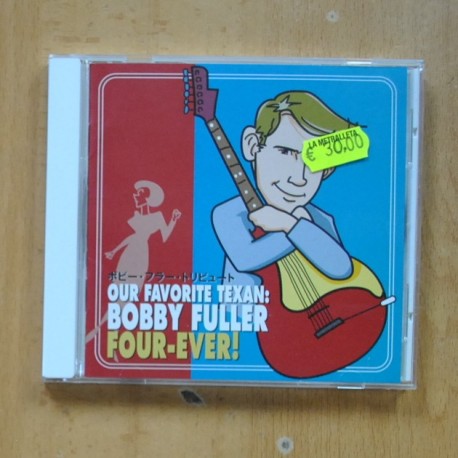 LA METRALLETA
€ 30.00
ボビー・フラー・トリビュート
OUR FAVORITE TEXAN:
BOBBY FULLER
FOUR-EVER!